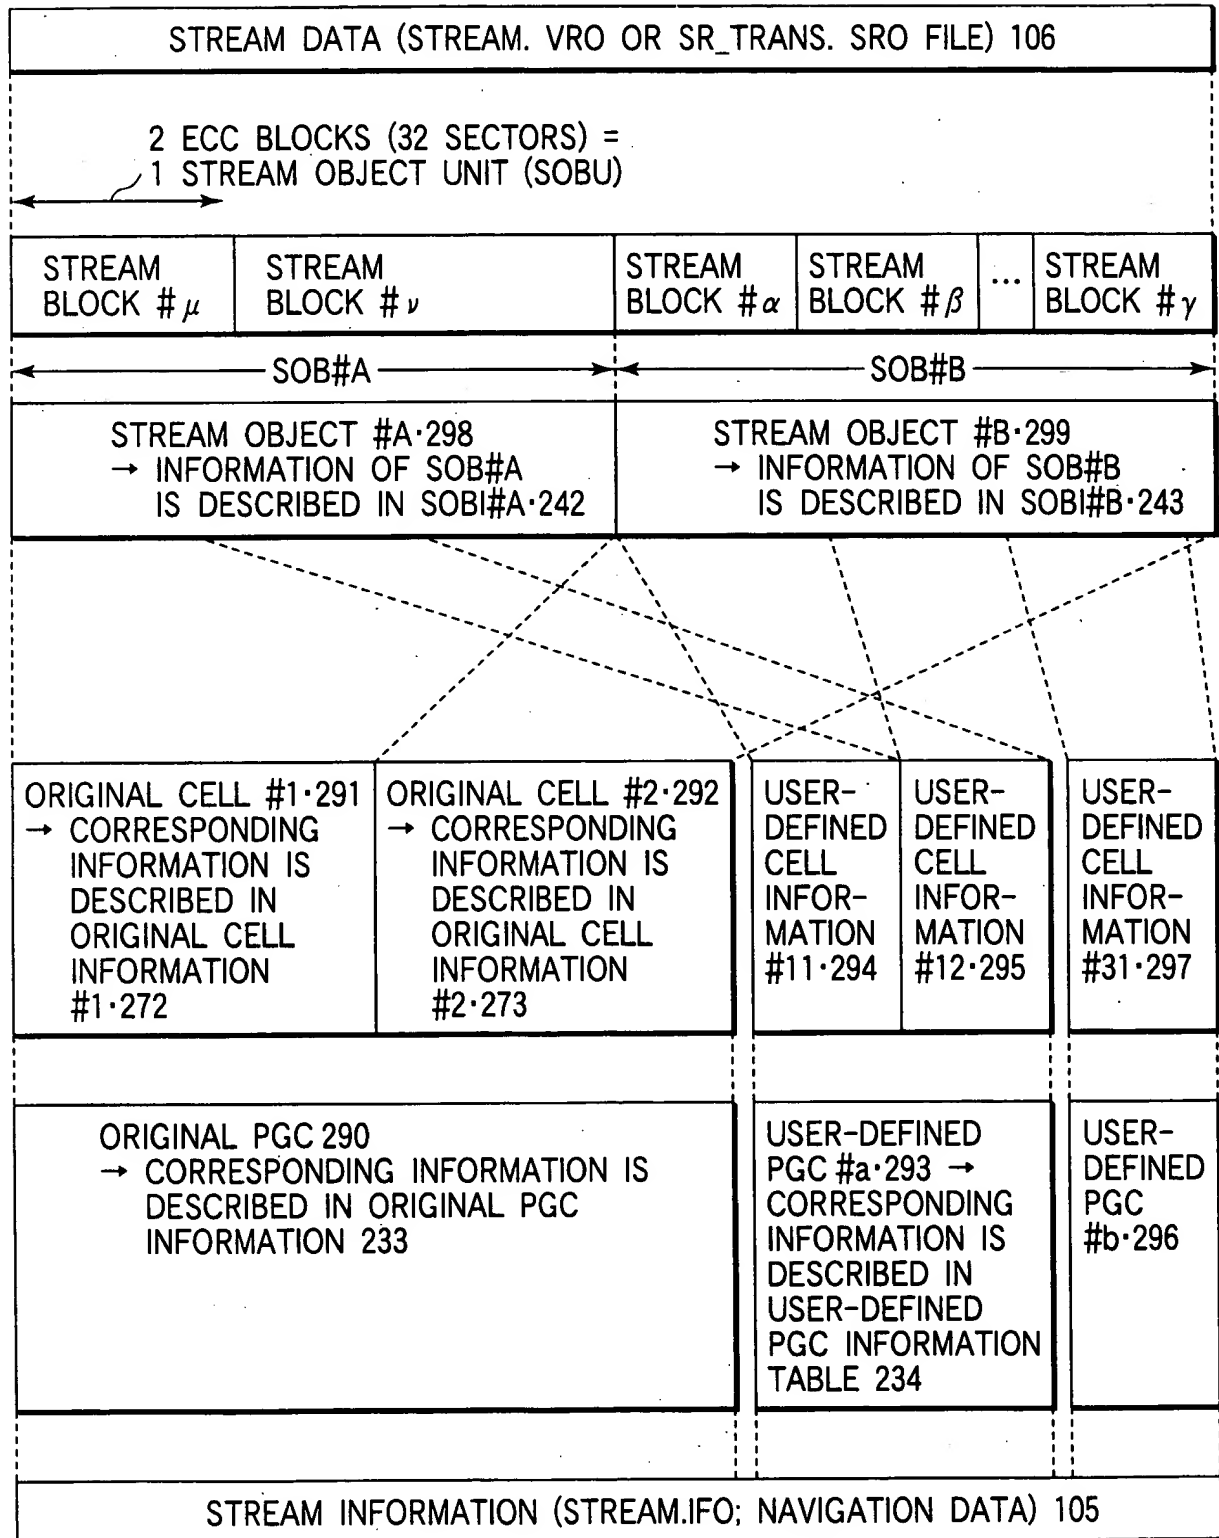 STREAM DATA (STREAM. VRO OR SR_TRANS. SRO FILE) 106
2 ECC BLOCKS (32 SECTORS) =
1 STREAM OBJECT UNIT (SOBU)
STREAM
BLOCK #μ
STREAM
BLOCK #ν
STREAM
BLOCK #α
STREAM
BLOCK #β
...
STREAM
BLOCK #γ
SOB#A
SOB#B
STREAM OBJECT #A·298
→ INFORMATION OF SOB#A
IS DESCRIBED IN SOBI#A·242
STREAM OBJECT #B·299
→ INFORMATION OF SOB#B
IS DESCRIBED IN SOBI#B·243
ORIGINAL CELL #1·291
→ CORRESPONDING
INFORMATION IS
DESCRIBED IN
ORIGINAL CELL
INFORMATION
#1·272
ORIGINAL CELL #2·292
→ CORRESPONDING
INFORMATION IS
DESCRIBED IN
ORIGINAL CELL
INFORMATION
#2·273
USER-
DEFINED
CELL
INFOR-
MATION
#11·294
USER-
DEFINED
CELL
INFOR-
MATION
#12·295
USER-
DEFINED
CELL
INFOR-
MATION
#31·297
ORIGINAL PGC 290
→ CORRESPONDING INFORMATION IS
DESCRIBED IN ORIGINAL PGC
INFORMATION 233
USER-DEFINED
PGC #a·293 →
CORRESPONDING
INFORMATION IS
DESCRIBED IN
USER-DEFINED
PGC INFORMATION
TABLE 234
USER-
DEFINED
PGC
#b·296
STREAM INFORMATION (STREAM.IFO; NAVIGATION DATA) 105